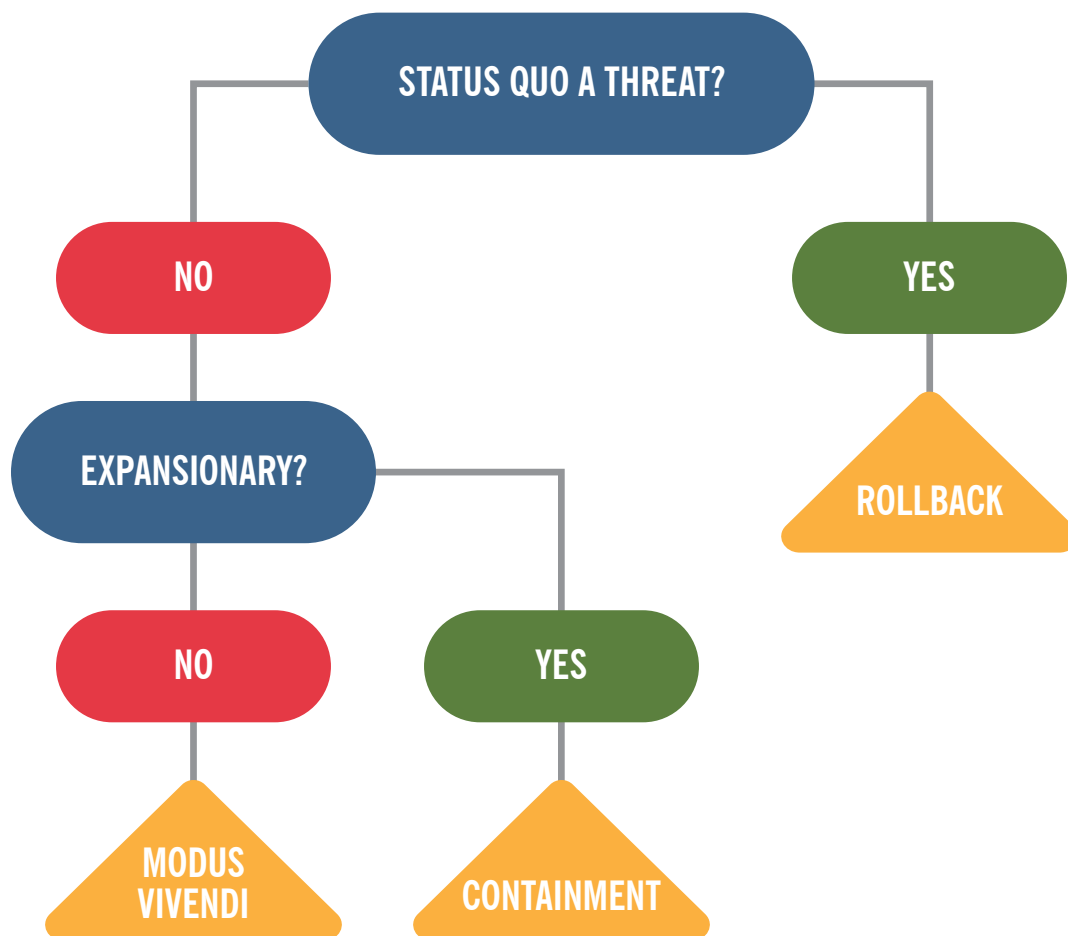 STATUS QUO A THREAT?
NO
YES
EXPANSIONARY?
ROLLBACK
NO
YES
MODUS
VIVENDI
CONTAINMENT